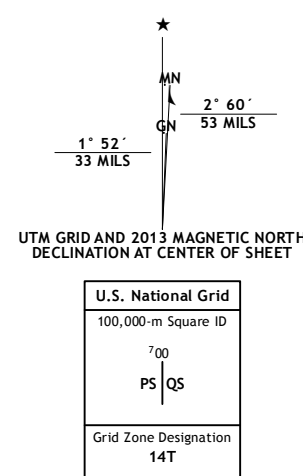 ★
MN
GN
2° 60´
53 MILS
1° 52´
33 MILS
UTM GRID AND 2013 MAGNETIC NORTH
DECLINATION AT CENTER OF SHEET
U.S. National Grid
100,000-m Square ID
⁷00
PS QS
Grid Zone Designation
14T